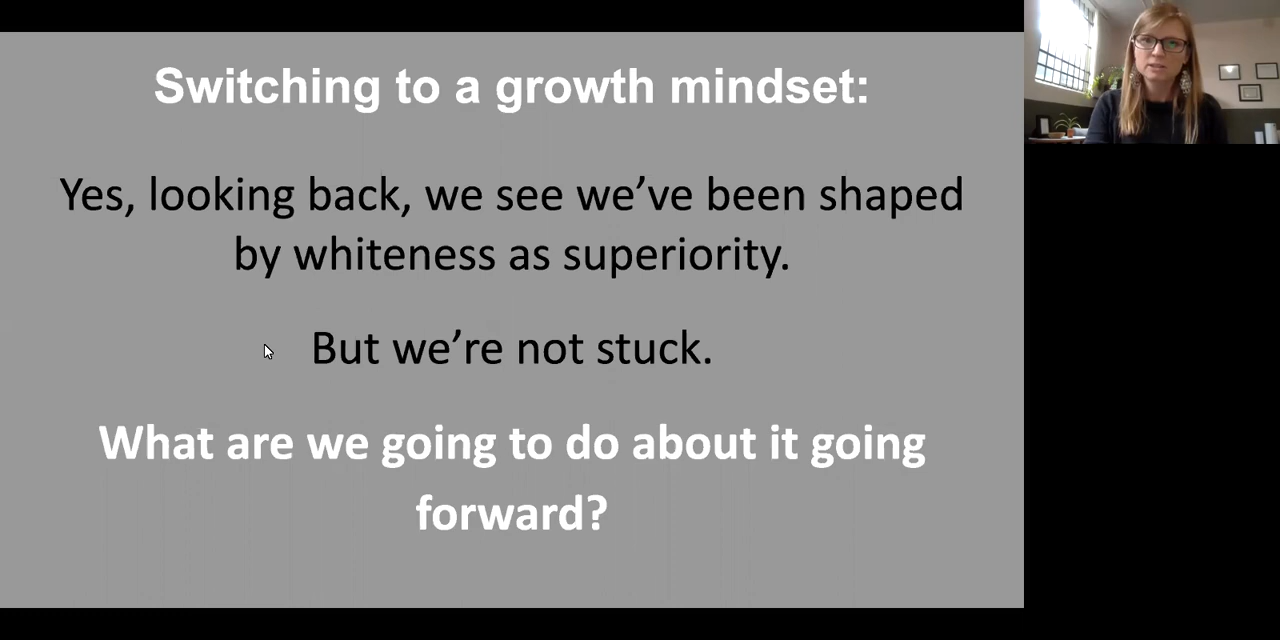 Switching to a growth mindset:
Yes, looking back, we see we’ve been shaped
by whiteness as superiority.
But we’re not stuck.
What are we going to do about it going
forward?